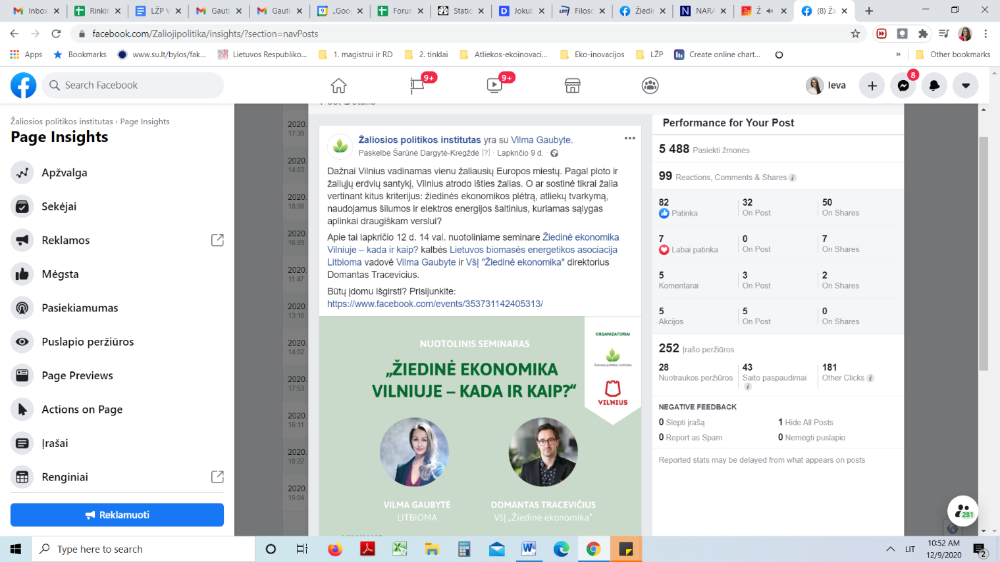 Inbox
Rinkin
LŽP V
Gauti
Gauti
„Goo
Forun
Static
Jokub
Filoso
Žiedin
NARA
Ž
(8) Ža
facebook.com/Zaliojipolitika/insights/?section=navPosts
Apps
Bookmarks
www.su.lt/bylos/fak...
Lietuvos Respubliko...
1. magistrui ir RD
2. tinklai
Atliekos-ekoinovaci...
Eko-inovacijos
LŽP
Create online chart...
»
Other bookmarks
Search Facebook
9+
9+
Ieva
8
Žaliosios politikos institutas › Page Insights
Page Insights
Apžvalga
Sekėjai
Reklamos
Mėgsta
Pasiekiamumas
Puslapio peržiūros
Page Previews
Actions on Page
Įrašai
Renginiai
Reklamuoti
2020.
17:39
2020.
14:03
2020.
18:08
2020.
16:09
2020.
11:47
2020.
13:10
2020.
14:02
2020.
17:53
2020.
16:11
2020.
10:22
2020.
15:04
Post Details
Žaliosios politikos institutas yra su Vilma Gaubyte.
Paskelbė Šarūnė Dargytė-Kregždė [?] · Lapkričio 9 d. ·
Dažnai Vilnius vadinamas vienu žaliausių Europos miestų. Pagal ploto ir
žaliųjų erdvių santykį, Vilnius atrodo išties žalias. O ar sostinė tikrai žalia
vertinant kitus kriterijus: žiedinės ekonomikos plėtrą, atliekų tvarkymą,
naudojamus šilumos ir elektros energijos šaltinius, kuriamas sąlygas
aplinkai draugiškam verslui?
Apie tai lapkričio 12 d. 14 val. nuotoliniame seminare Žiedinė ekonomika
Vilniuje – kada ir kaip? kalbės Lietuvos biomasės energetikos asociacija
Litbioma vadovė Vilma Gaubyte ir VšĮ "Žiedinė ekonomika" direktorius
Domantas Tracevicius.
Būtų įdomu išgirsti? Prisijunkite:
https://www.facebook.com/events/353731142405313/
NUOTOLINIS SEMINARAS
„ŽIEDINĖ EKONOMIKA
VILNIUJE – KADA IR KAIP?“
ORGANIZATORIAI
Žaliosios politikos institutas
VILNIUS
VILMA GAUBYTĖ
LITBIOMA
DOMANTAS TRACEVIČIUS
VšĮ „Žiedinė ekonomika“
Performance for Your Post
5 488 Pasiekti žmonės
99 Reactions, Comments & Shares
82
Patinka
32
On Post
50
On Shares
7
Labai patinka
0
On Post
7
On Shares
5
Komentarai
3
On Post
2
On Shares
5
Akcijos
5
On Post
0
On Shares
252 Įrašo peržiūros
28
Nuotraukos peržiūros
43
Saito paspaudimai
181
Other Clicks
NEGATIVE FEEDBACK
0 Slėpti įrašą
1 Hide All Posts
0 Report as Spam
0 Nemėgti puslapio
Reported stats may be delayed from what appears on posts
281
Type here to search
LIT
10:52 AM
12/9/2020
2